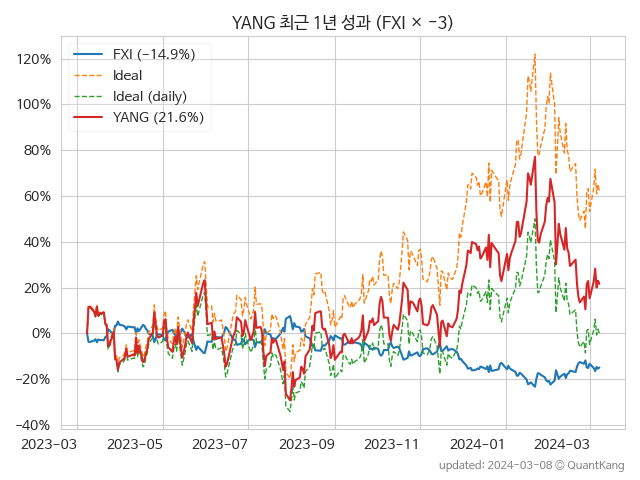 YANG 최근 1년 성과 (FXI × −3)
FXI (−14.9%)
Ideal
Ideal (daily)
YANG (21.6%)
120%
100%
80%
60%
40%
20%
0%
−20%
−40%
2023−03 2023−05 2023−07 2023−09 2023−11 2024−01 2024−03
updated: 2024−03−08 ⓒ QuantKang